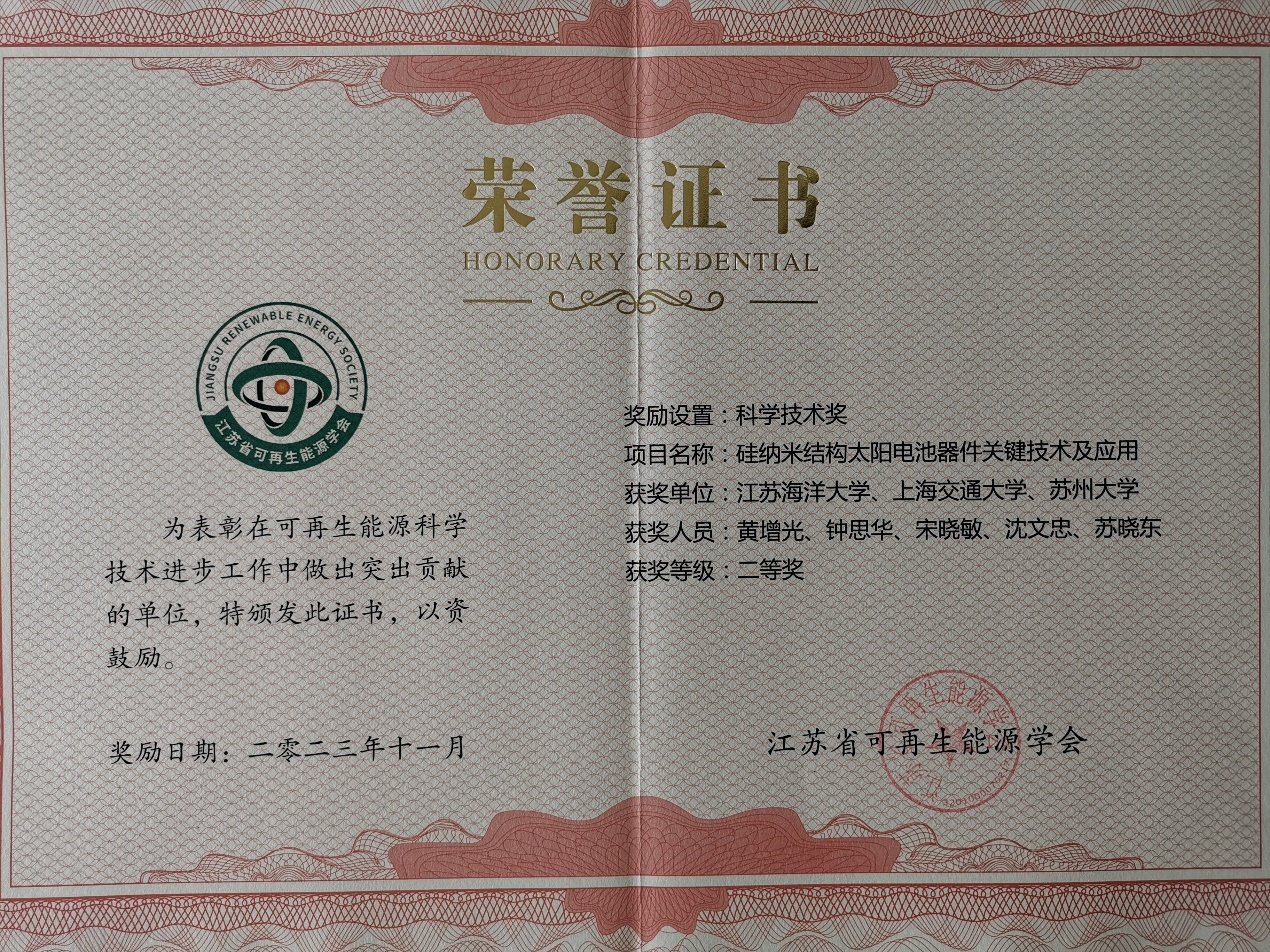 荣誉证书
HONORARY CREDENTIAL
JIANGSU RENEWABLE ENERGY SOCIETY
江苏省可再生能源学会
为表彰在可再生能源科学
技术进步工作中做出突出贡献
的单位，特颁发此证书，以资
鼓励。
奖励日期：二零二三年十一月
奖励设置：科学技术奖
项目名称：硅纳米结构太阳电池器件关键技术及应用
获奖单位：江苏海洋大学、上海交通大学、苏州大学
获奖人员：黄增光、钟思华、宋晓敏、沈文忠、苏晓东
获奖等级：二等奖
江苏省可再生能源学会